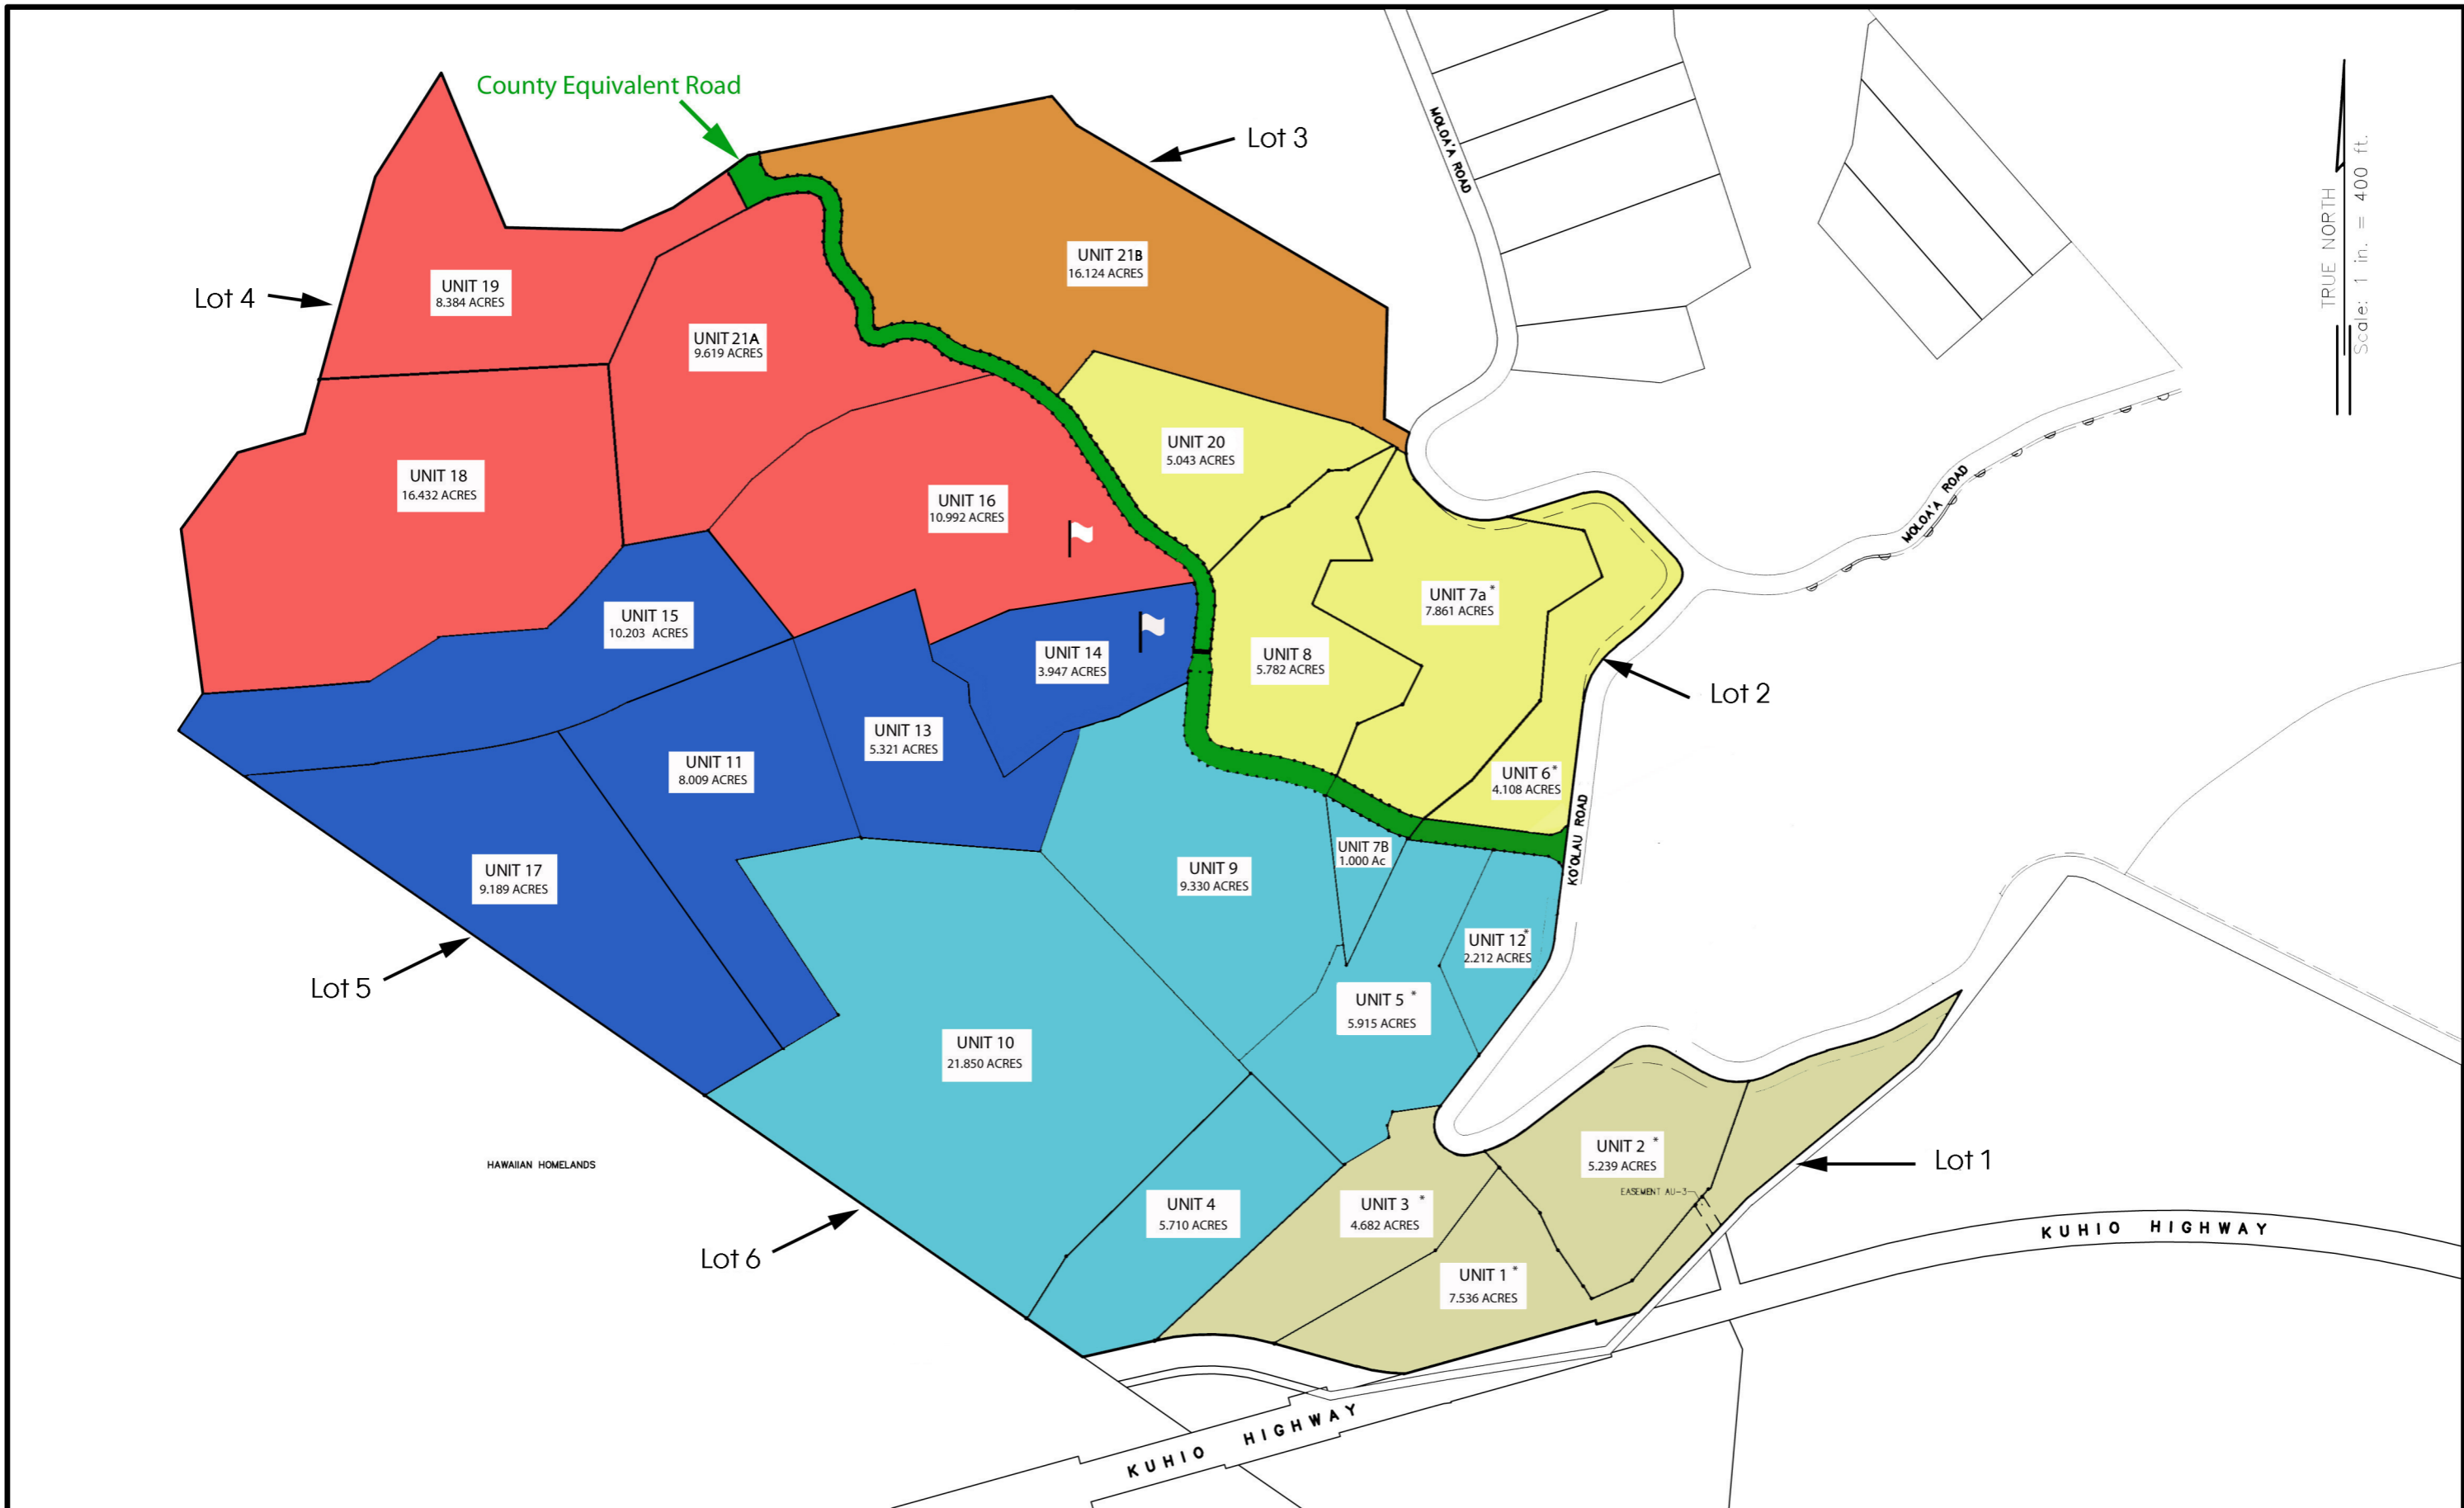 County Equivalent Road
Lot 3
MOLOA'A ROAD
TRUE NORTH
Scale: 1 in. = 400 ft.
UNIT 21B
16.124 ACRES
Lot 4
UNIT 19
8.384 ACRES
UNIT 21A
9.619 ACRES
UNIT 20
5.043 ACRES
UNIT 18
16.432 ACRES
UNIT 16
10.992 ACRES
MOLOA'A ROAD
UNIT 7a *
7.861 ACRES
UNIT 15
10.203 ACRES
UNIT 14
3.947 ACRES
UNIT 8
5.782 ACRES
Lot 2
UNIT 13
5.321 ACRES
UNIT 11
8.009 ACRES
UNIT 6 *
4.108 ACRES
KO'OLAU ROAD
UNIT 7B
1.000 Ac
UNIT 9
9.330 ACRES
UNIT 17
9.189 ACRES
UNIT 12 *
2.212 ACRES
Lot 5
UNIT 5 *
5.915 ACRES
UNIT 10
21.850 ACRES
HAWAIIAN HOMELANDS
UNIT 2 *
5.239 ACRES
Lot 1
EASEMENT AU-3
UNIT 4
5.710 ACRES
UNIT 3 *
4.682 ACRES
Lot 6
KUHIO HIGHWAY
UNIT 1 *
7.536 ACRES
KUHIO HIGHWAY